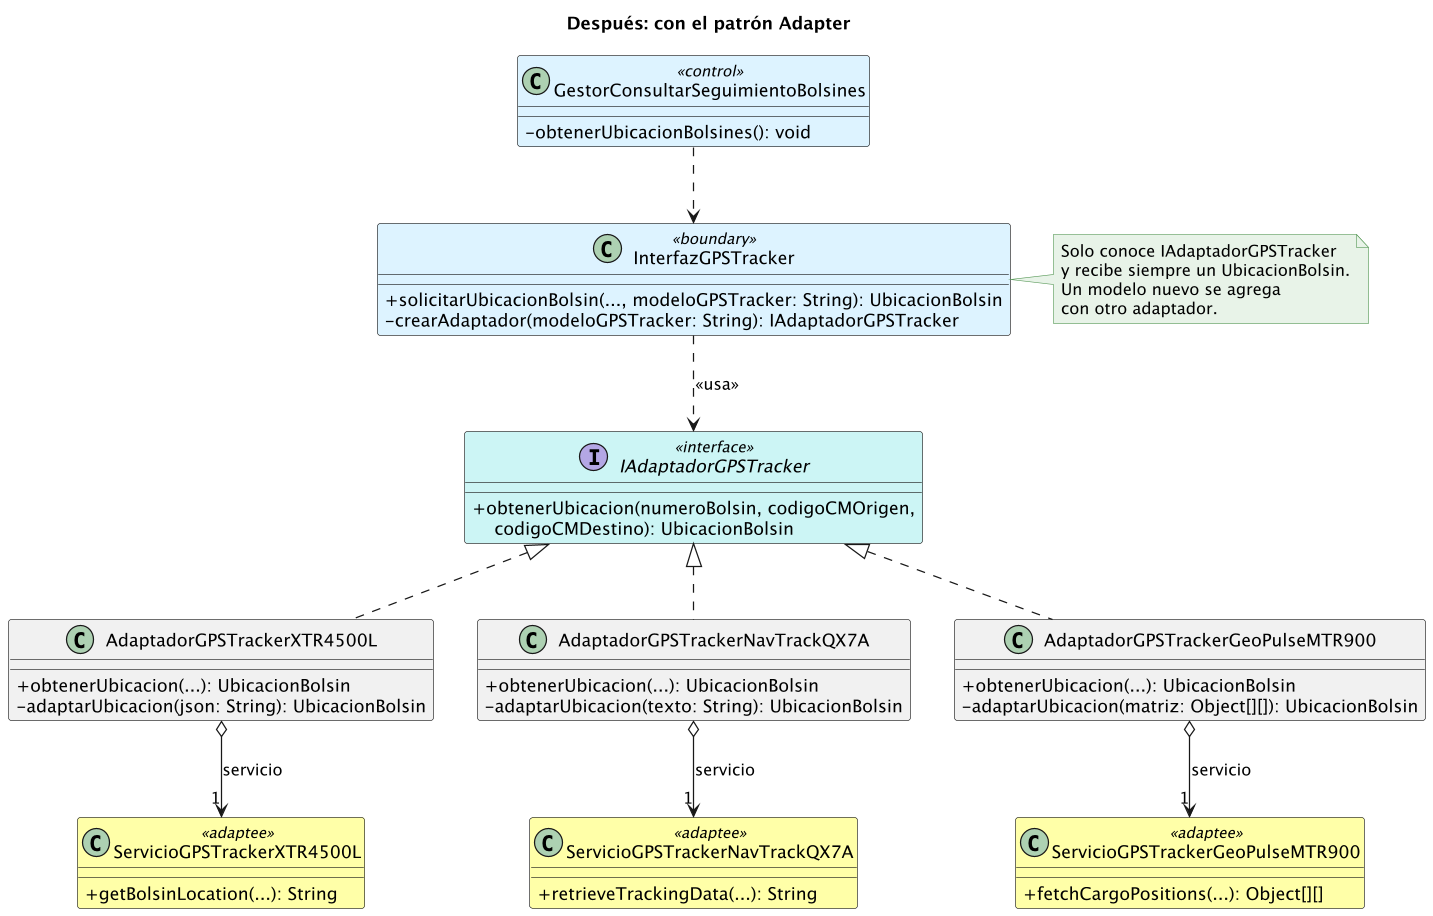 Después: con el patrón Adapter
C
«control»
GestorConsultarSeguimientoBolsines
-obtenerUbicacionBolsines(): void
C
«boundary»
InterfazGPSTracker
+solicitarUbicacionBolsin(..., modeloGPSTracker: String): UbicacionBolsin
-crearAdaptador(modeloGPSTracker: String): IAdaptadorGPSTracker
Solo conoce IAdaptadorGPSTracker
y recibe siempre un UbicacionBolsin.
Un modelo nuevo se agrega
con otro adaptador.
«usa»
I
«interface»
IAdaptadorGPSTracker
+obtenerUbicacion(numeroBolsin, codigoCMOrigen,
codigoCMDestino): UbicacionBolsin
C
AdaptadorGPSTrackerXTR4500L
+obtenerUbicacion(...): UbicacionBolsin
-adaptarUbicacion(json: String): UbicacionBolsin
C
AdaptadorGPSTrackerNavTrackQX7A
+obtenerUbicacion(...): UbicacionBolsin
-adaptarUbicacion(texto: String): UbicacionBolsin
C
AdaptadorGPSTrackerGeoPulseMTR900
+obtenerUbicacion(...): UbicacionBolsin
-adaptarUbicacion(matriz: Object[][]): UbicacionBolsin
servicio
1
servicio
1
servicio
1
C
«adaptee»
ServicioGPSTrackerXTR4500L
+getBolsinLocation(...): String
C
«adaptee»
ServicioGPSTrackerNavTrackQX7A
+retrieveTrackingData(...): String
C
«adaptee»
ServicioGPSTrackerGeoPulseMTR900
+fetchCargoPositions(...): Object[][]